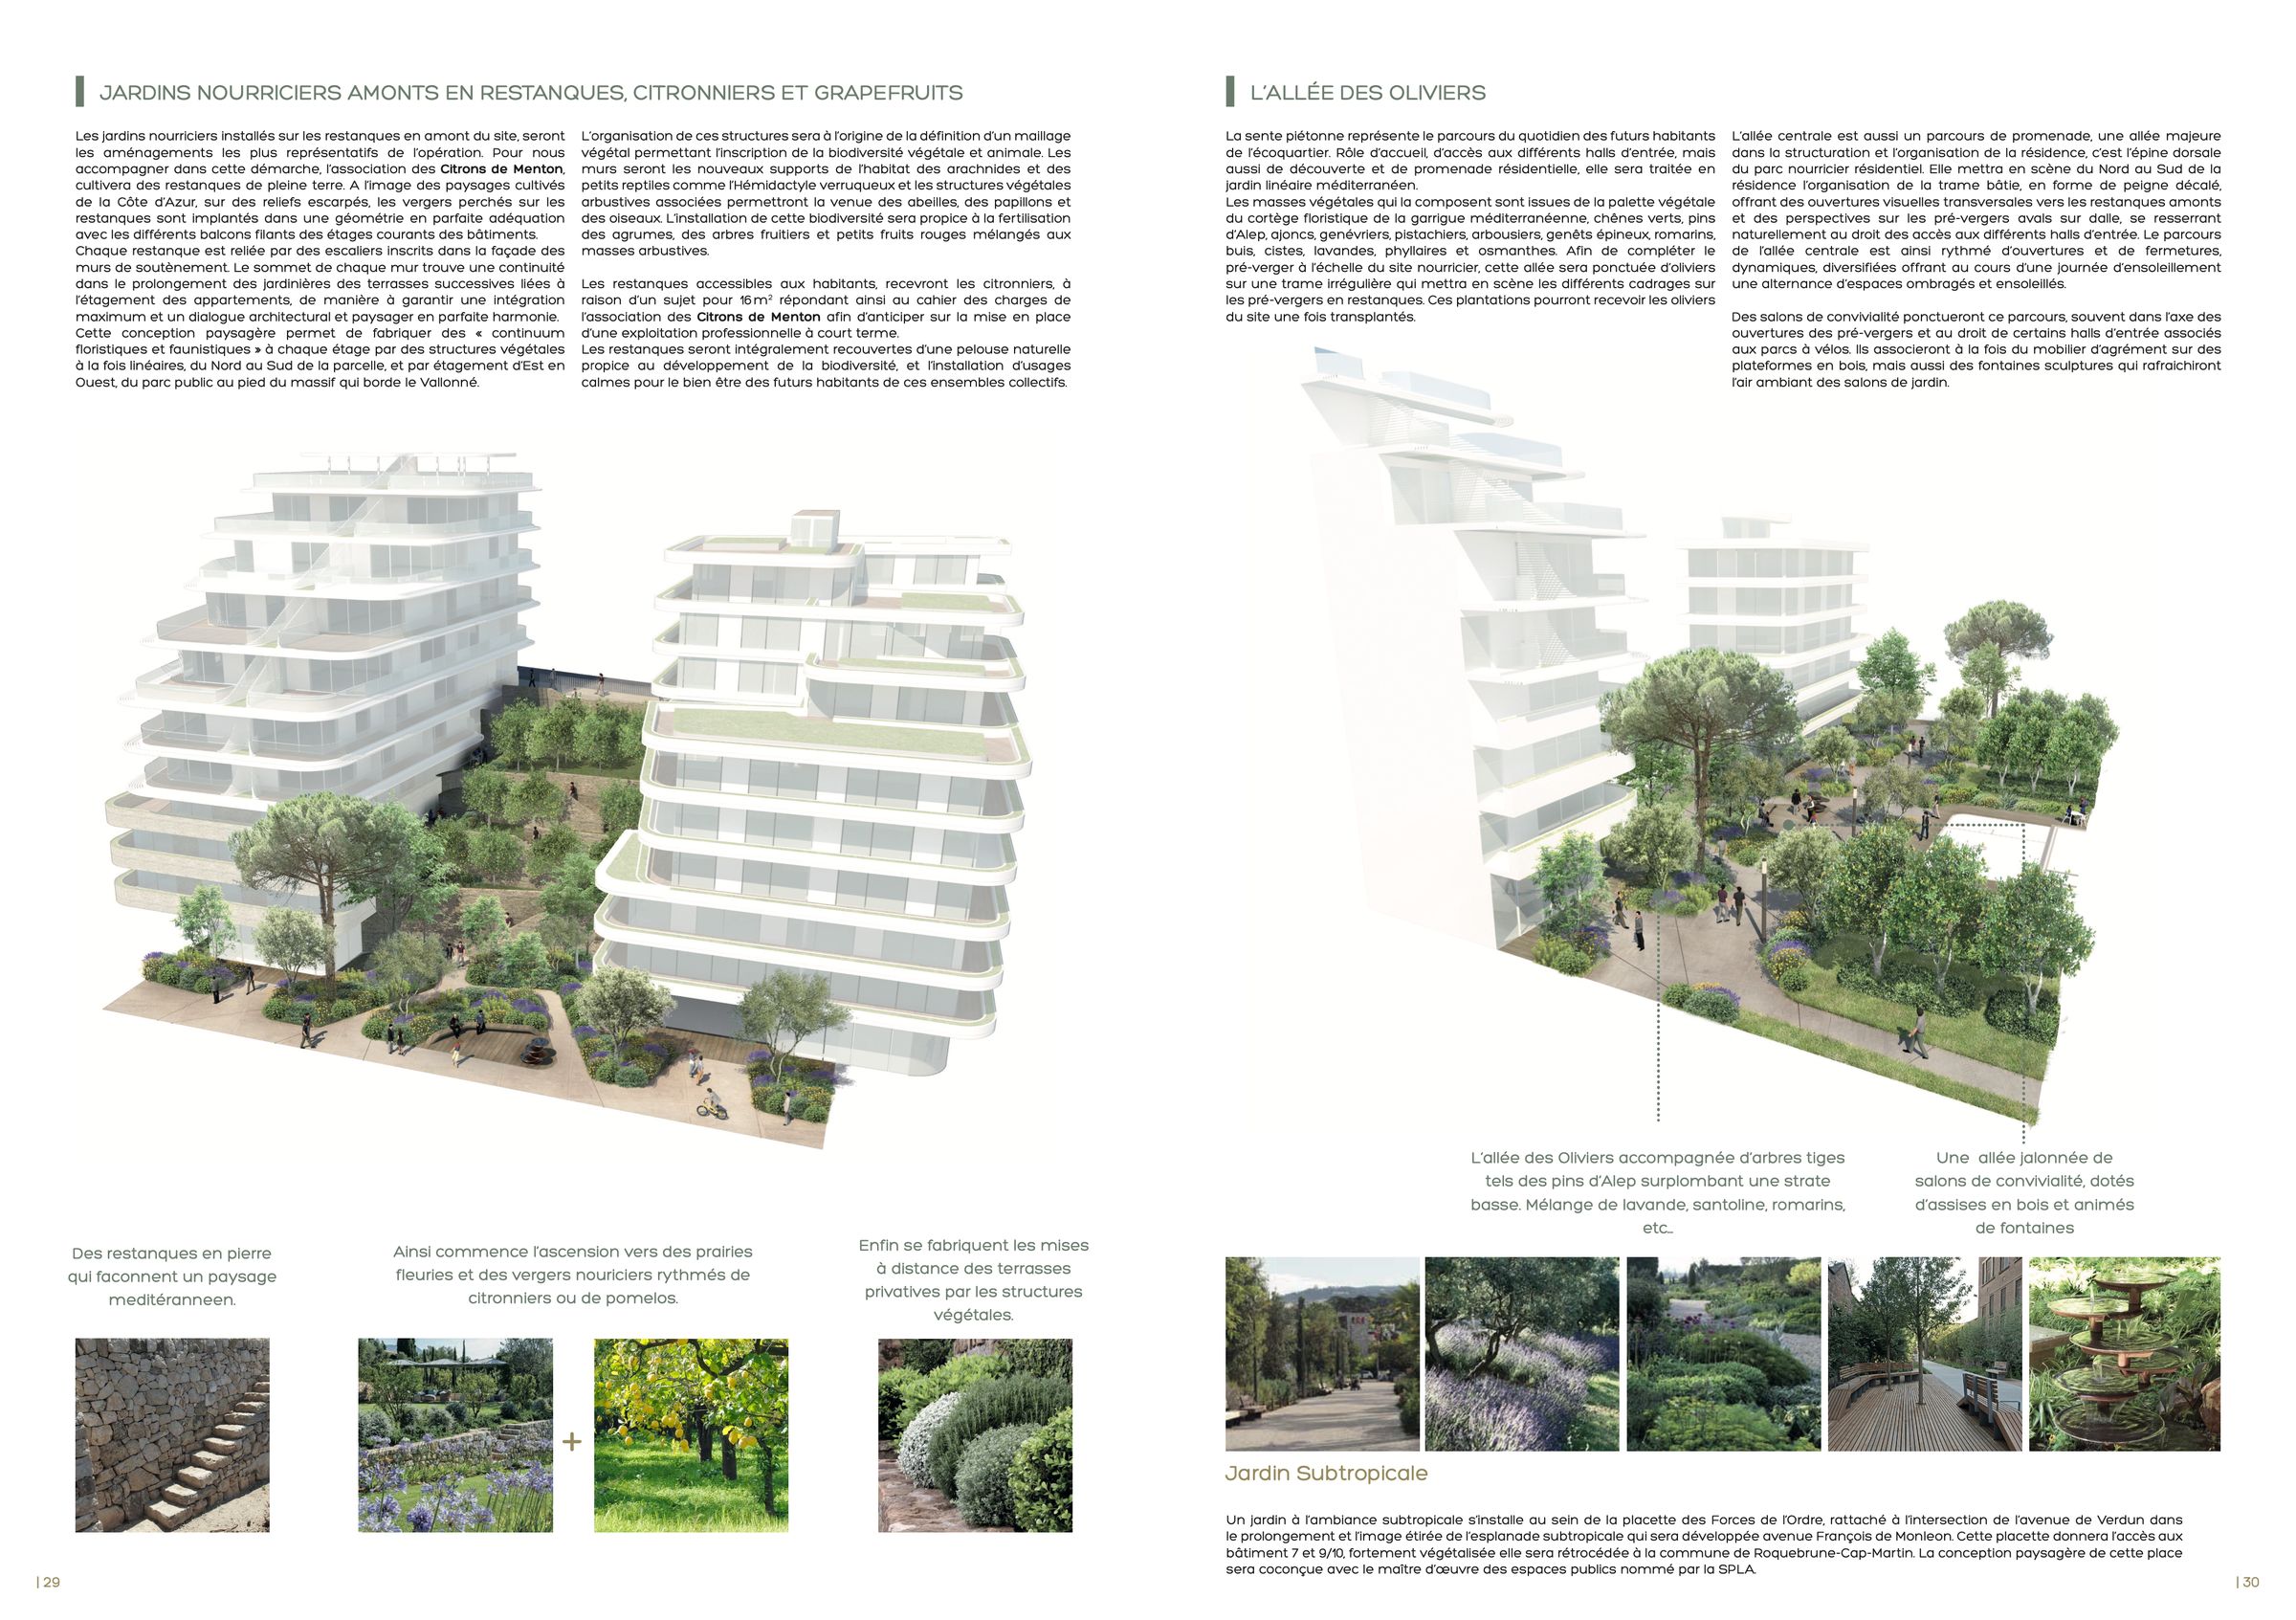 JARDINS NOURRICIERS AMONTS EN RESTANQUES, CITRONNIERS ET GRAPEFRUITS
Les jardins nourriciers installés sur les restanques en amont du site, seront
les aménagements les plus représentatifs de l'opération. Pour nous
accompagner dans cette démarche, l'association des Citrons de Menton,
cultivera des restanques de pleine terre. A l'image des paysages cultivés
de la Côte d'Azur, sur des reliefs escarpés, les vergers perchés sur les
restanques sont implantés dans une géométrie en parfaite adéquation
avec les différents balcons filants des étages courants des bâtiments.
Chaque restanque est reliée par des escaliers inscrits dans la façade des
murs de soutènement. Le sommet de chaque mur trouve une continuité
dans le prolongement des jardinières des terrasses successives liées à
l'étagement des appartements, de manière à garantir une intégration
maximum et un dialogue architectural et paysager en parfaite harmonie.
Cette conception paysagère permet de fabriquer des « continuum
floristiques et faunistiques » à chaque étage par des structures végétales
à la fois linéaires, du Nord au Sud de la parcelle, et par étagement d'Est en
Ouest, du parc public au pied du massif qui borde le Vallonné.
L'organisation de ces structures sera à l'origine de la définition d'un maillage
végétal permettant l'inscription de la biodiversité végétale et animale. Les
murs seront les nouveaux supports de l'habitat des arachnides et des
petits reptiles comme l'Hémidactyle verruqueux et les structures végétales
arbustives associées permettront la venue des abeilles, des papillons et
des oiseaux. L'installation de cette biodiversité sera propice à la fertilisation
des agrumes, des arbres fruitiers et petits fruits rouges mélangés aux
masses arbustives.
Les restanques accessibles aux habitants, recevront les citronniers, à
raison d'un sujet pour 16 m² répondant ainsi au cahier des charges de
l'association des Citrons de Menton afin d'anticiper sur la mise en place
d'une exploitation professionnelle à court terme.
Les restanques seront intégralement recouvertes d'une pelouse naturelle
propice au développement de la biodiversité, et l'installation d'usages
calmes pour le bien être des futurs habitants de ces ensembles collectifs.
Des restanques en pierre
qui faconnent un paysage
meditéranneen.
Ainsi commence l'ascension vers des prairies
fleuries et des vergers nouriciers rythmés de
citronniers ou de pomelos.
Enfin se fabriquent les mises
à distance des terrasses
privatives par les structures
végétales.
+
| 29
L'ALLÉE DES OLIVIERS
La sente piétonne représente le parcours du quotidien des futurs habitants
de l'écoquartier. Rôle d'accueil, d'accès aux différents halls d'entrée, mais
aussi de découverte et de promenade résidentielle, elle sera traitée en
jardin linéaire méditerranéen.
Les masses végétales qui la composent sont issues de la palette végétale
du cortège floristique de la garrigue méditerranéenne, chênes verts, pins
d'Alep, ajoncs, genévriers, pistachiers, arbousiers, genêts épineux, romarins,
buis, cistes, lavandes, phyllaires et osmanthes. Afin de compléter le
pré-verger à l'échelle du site nourricier, cette allée sera ponctuée d'oliviers
sur une trame irrégulière qui mettra en scène les différents cadrages sur
les pré-vergers en restanques. Ces plantations pourront recevoir les oliviers
du site une fois transplantés.
L'allée centrale est aussi un parcours de promenade, une allée majeure
dans la structuration et l'organisation de la résidence, c'est l'épine dorsale
du parc nourricier résidentiel. Elle mettra en scène du Nord au Sud de la
résidence l'organisation de la trame bâtie, en forme de peigne décalé,
offrant des ouvertures visuelles transversales vers les restanques amonts
et des perspectives sur les pré-vergers avals sur dalle, se resserrant
naturellement au droit des accès aux différents halls d'entrée. Le parcours
de l'allée centrale est ainsi rythmé d'ouvertures et de fermetures,
dynamiques, diversifiées offrant au cours d'une journée d'ensoleillement
une alternance d'espaces ombragés et ensoleillés.
Des salons de convivialité ponctueront ce parcours, souvent dans l'axe des
ouvertures des pré-vergers et au droit de certains halls d'entrée associés
aux parcs à vélos. Ils associeront à la fois du mobilier d'agrément sur des
plateformes en bois, mais aussi des fontaines sculptures qui rafraichiront
l'air ambiant des salons de jardin.
L'allée des Oliviers accompagnée d'arbres tiges
tels des pins d'Alep surplombant une strate
basse. Mélange de lavande, santoline, romarins,
etc...
Une allée jalonnée de
salons de convivialité, dotés
d'assises en bois et animés
de fontaines
Jardin Subtropicale
Un jardin à l'ambiance subtropicale s'installe au sein de la placette des Forces de l'Ordre, rattaché à l'intersection de l'avenue de Verdun dans
le prolongement et l'image étirée de l'esplanade subtropicale qui sera développée avenue François de Monleon. Cette placette donnera l'accès aux
bâtiment 7 et 9/10, fortement végétalisée elle sera rétrocédée à la commune de Roquebrune-Cap-Martin. La conception paysagère de cette place
sera coconçue avec le maître d'œuvre des espaces publics nommé par la SPLA.
| 30